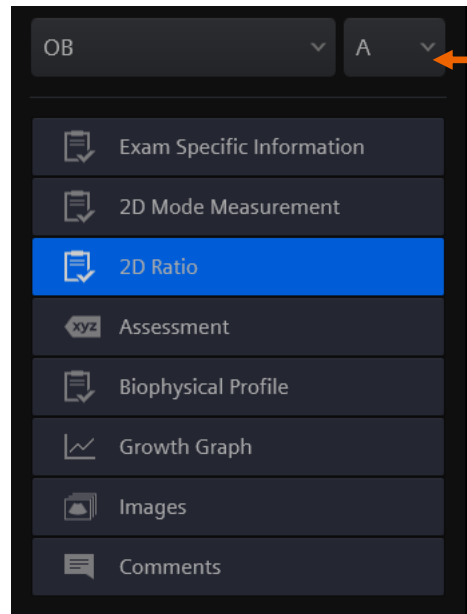 OB
A
Exam Specific Information
2D Mode Measurement
2D Ratio
xyz Assessment
Biophysical Profile
Growth Graph
Images
Comments